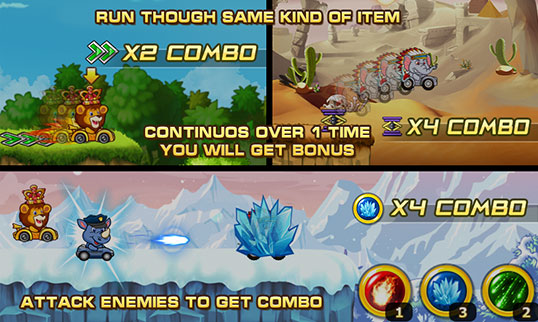 RUN THOUGH SAME KIND OF ITEM
X2 COMBO
CONTINUOS OVER 1 TIME
YOU WILL GET BONUS
X4 COMBO
X4 COMBO
ATTACK ENEMIES TO GET COMBO
1
3
2